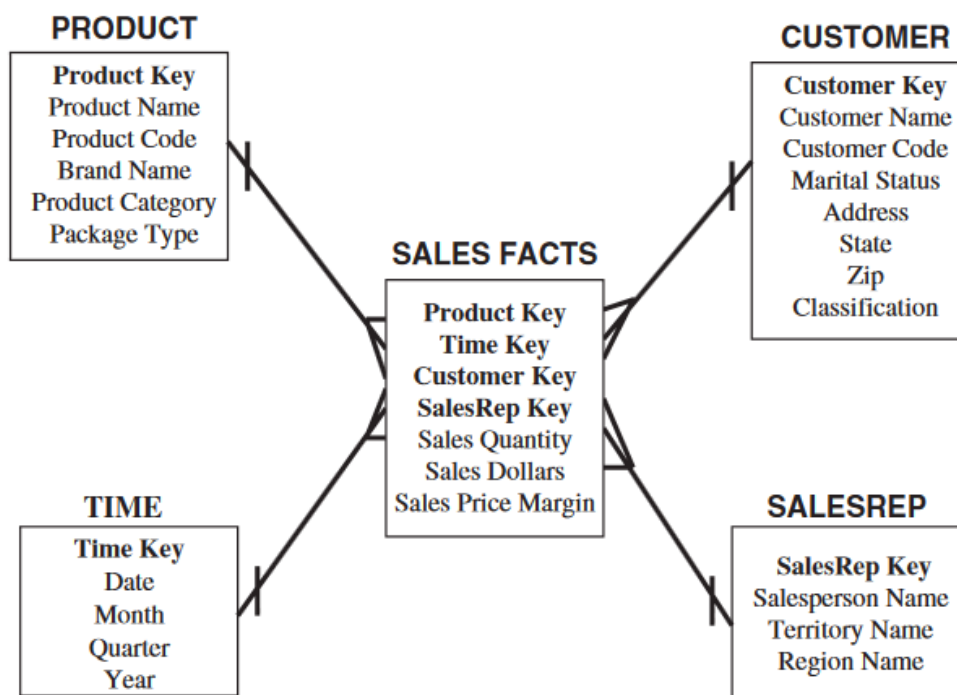 PRODUCT
Product Key
Product Name
Product Code
Brand Name
Product Category
Package Type
CUSTOMER
Customer Key
Customer Name
Customer Code
Marital Status
Address
State
Zip
Classification
SALES FACTS
Product Key
Time Key
Customer Key
SalesRep Key
Sales Quantity
Sales Dollars
Sales Price Margin
TIME
Time Key
Date
Month
Quarter
Year
SALESREP
SalesRep Key
Salesperson Name
Territory Name
Region Name